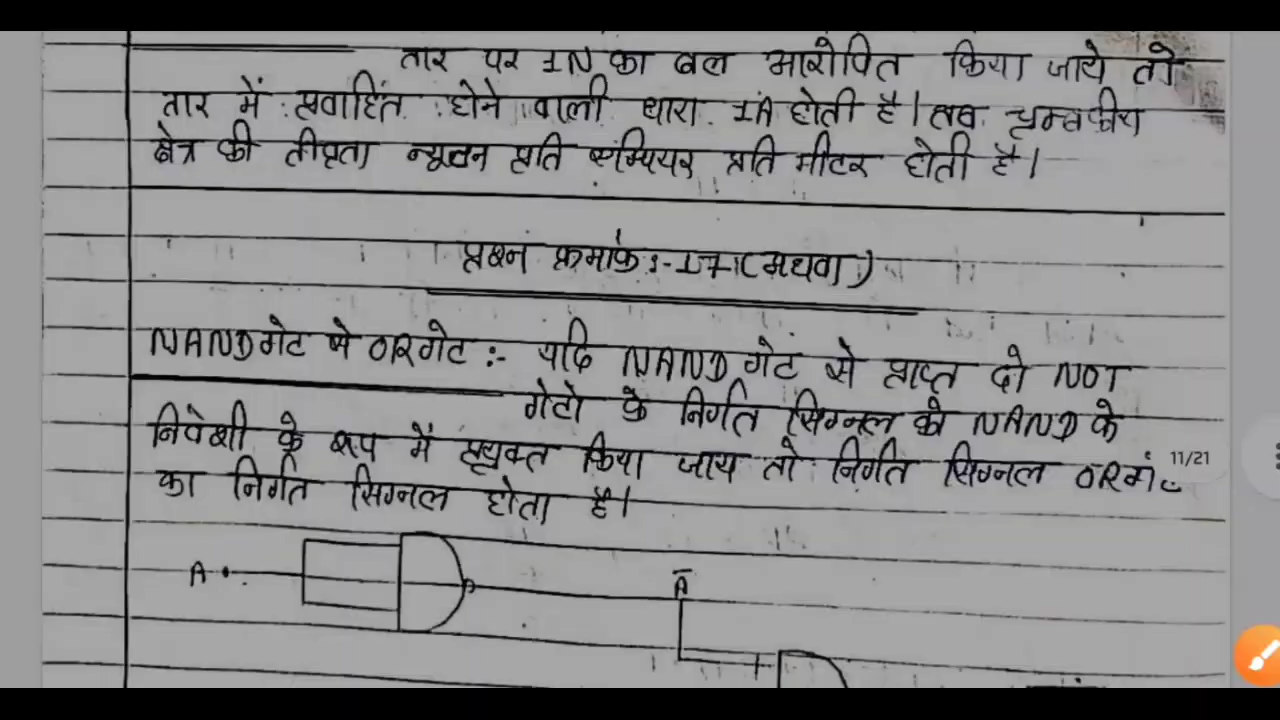 तार पर 1N का बल आरोपित किया जाये तो
तार में प्रवाहित होने वाली धारा 1A होती है। तब चुम्बकीय
क्षेत्र की तीव्रता न्यूटन प्रति एम्पियर प्रति मीटर होती है।
प्रश्न क्रमांक :- 17 (अथवा)
NAND गेट से OR गेट :- यदि NAND गेट से प्राप्त दो NOT
गेटो के निर्गत सिग्नल को NAND के
निवेशी के रूप में प्रयुक्त किया जाय तो निर्गत सिग्नल OR
11/21
का निर्गत सिग्नल होता है।
A
Ā